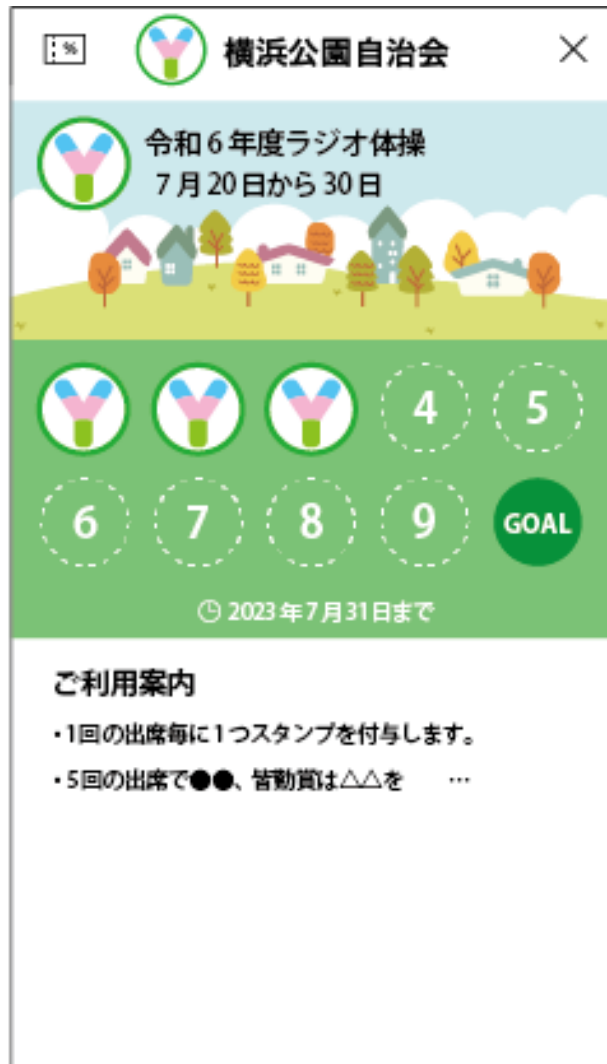 %
横浜公園自治会
令和6年度ラジオ体操
7月20日から30日
4 5
6 7 8 9 GOAL
2023年7月31日まで
ご利用案内
・1回の出席毎に1つスタンプを付与します。
・5回の出席で●●、皆勤賞は△△を …